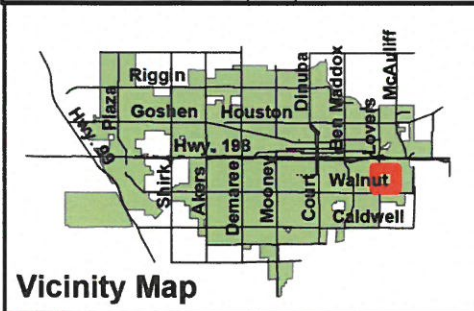 Riggin
Plaza
Goshen
Houston
Dinuba
Ben Maddox
McAuliff
Lovers
Hwy. 99
Hwy. 198
Shirk
Akers
Demaree
Mooney
Court
Walnut
Caldwell
Vicinity Map